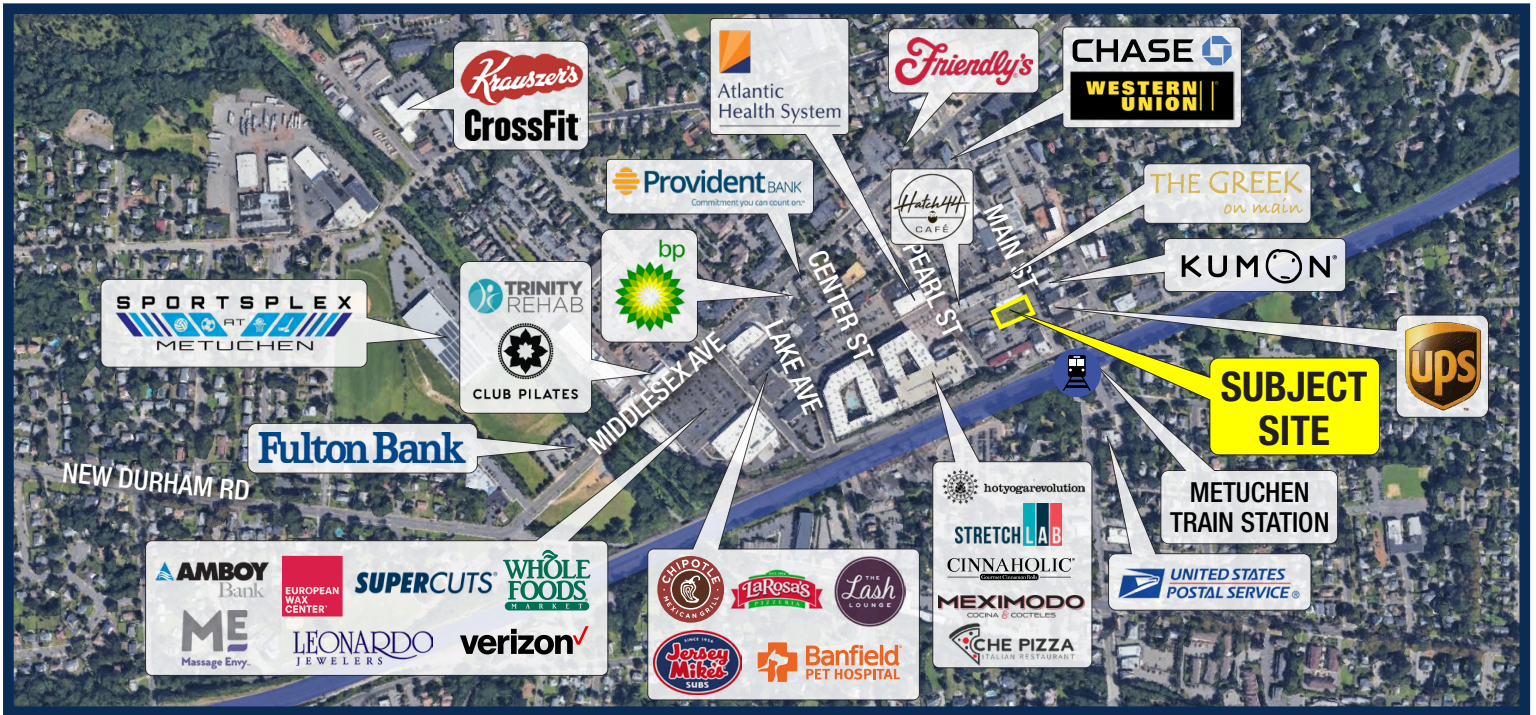 Krauszer's
CrossFit
Atlantic
Health System
Friendly's
CHASE
WESTERN
UNION
Provident BANK
Commitment you can count on.
Hatch44
CAFÉ
THE GREEK
on main
KUMON
bp
TRINITY
REHAB
CLUB PILATES
SPORTSPLEX
AT
METUCHEN
MAIN ST
PEARL ST
CENTER ST
LAKE AVE
MIDDLESEX AVE
NEW DURHAM RD
Fulton Bank
ups
SUBJECT
SITE
METUCHEN
TRAIN STATION
UNITED STATES
POSTAL SERVICE®
AMBOY
Bank
EUROPEAN
WAX
CENTER
SUPERCUTS®
WHOLE
FOODS
MARKET
ME
Massage Envy
LEONARDO
JEWELERS
verizon
CHIPOTLE
MEXICAN GRILL
LaRosa's
PIZZERIA
THE
Lash
LOUNGE
SINCE 1956
Jersey
Mike's
SUBS
Banfield
PET HOSPITAL
hotyogarevolution
STRETCH LAB
CINNAHOLIC®
Gourmet Cinnamon Rolls
MEXIMODO
COCINA & COCTELES
CHE PIZZA
ITALIAN RESTAURANT